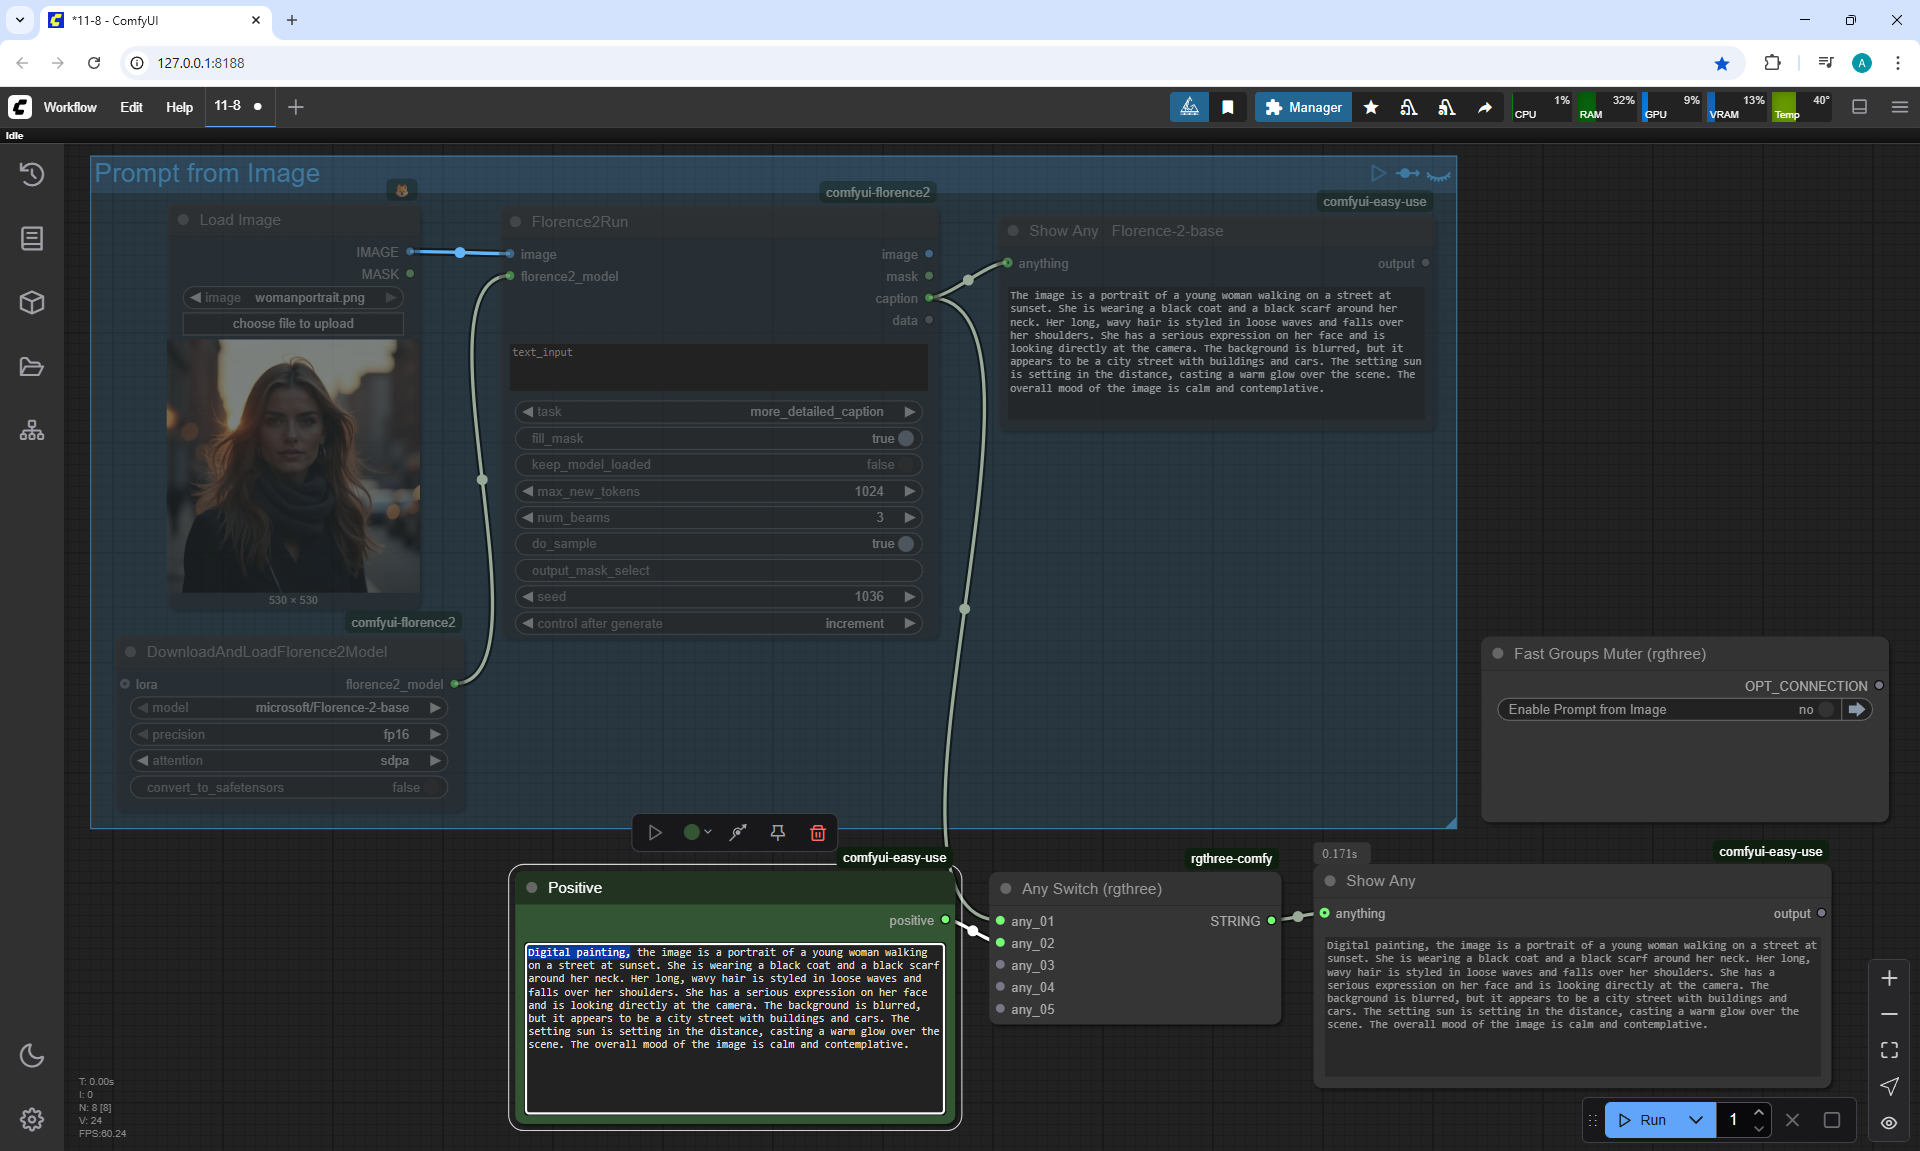 *11-8 - ComfyUI
127.0.0.1:8188
Workflow
Edit
Help
11-8
Manager
1%
CPU
32%
RAM
9%
GPU
13%
VRAM
40°
Temp
Idle
Prompt from Image
Load Image
IMAGE
MASK
image womanportrait.png
choose file to upload
530 × 530
comfyui-florence2
Florence2Run
image
florence2_model
image
mask
caption
data
text_input
task more_detailed_caption
fill_mask true
keep_model_loaded false
max_new_tokens 1024
num_beams 3
do_sample true
output_mask_select
seed 1036
control after generate increment
comfyui-easy-use
Show Any Florence-2-base
anything
output
The image is a portrait of a young woman walking on a street at
sunset. She is wearing a black coat and a black scarf around her
neck. Her long, wavy hair is styled in loose waves and falls over
her shoulders. She has a serious expression on her face and is
looking directly at the camera. The background is blurred, but it
appears to be a city street with buildings and cars. The setting sun
is setting in the distance, casting a warm glow over the scene. The
overall mood of the image is calm and contemplative.
comfyui-florence2
DownloadAndLoadFlorence2Model
lora
florence2_model
model microsoft/Florence-2-base
precision fp16
attention sdpa
convert_to_safetensors false
Fast Groups Muter (rgthree)
OPT_CONNECTION
Enable Prompt from Image no
comfyui-easy-use
Positive
positive
Digital painting, the image is a portrait of a young woman walking
on a street at sunset. She is wearing a black coat and a black scarf
around her neck. Her long, wavy hair is styled in loose waves and
falls over her shoulders. She has a serious expression on her face
and is looking directly at the camera. The background is blurred,
but it appears to be a city street with buildings and cars. The
setting sun is setting in the distance, casting a warm glow over the
scene. The overall mood of the image is calm and contemplative.
rgthree-comfy
Any Switch (rgthree)
any_01
any_02
any_03
any_04
any_05
STRING
0.171s
comfyui-easy-use
Show Any
anything
output
Digital painting, the image is a portrait of a young woman walking on a street at
sunset. She is wearing a black coat and a black scarf around her neck. Her long,
wavy hair is styled in loose waves and falls over her shoulders. She has a
serious expression on her face and is looking directly at the camera. The
background is blurred, but it appears to be a city street with buildings and
cars. The setting sun is setting in the distance, casting a warm glow over the
scene. The overall mood of the image is calm and contemplative.
T: 0.00s
I: 0
N: 8 [8]
V: 24
FPS:60.24
Run
1
A